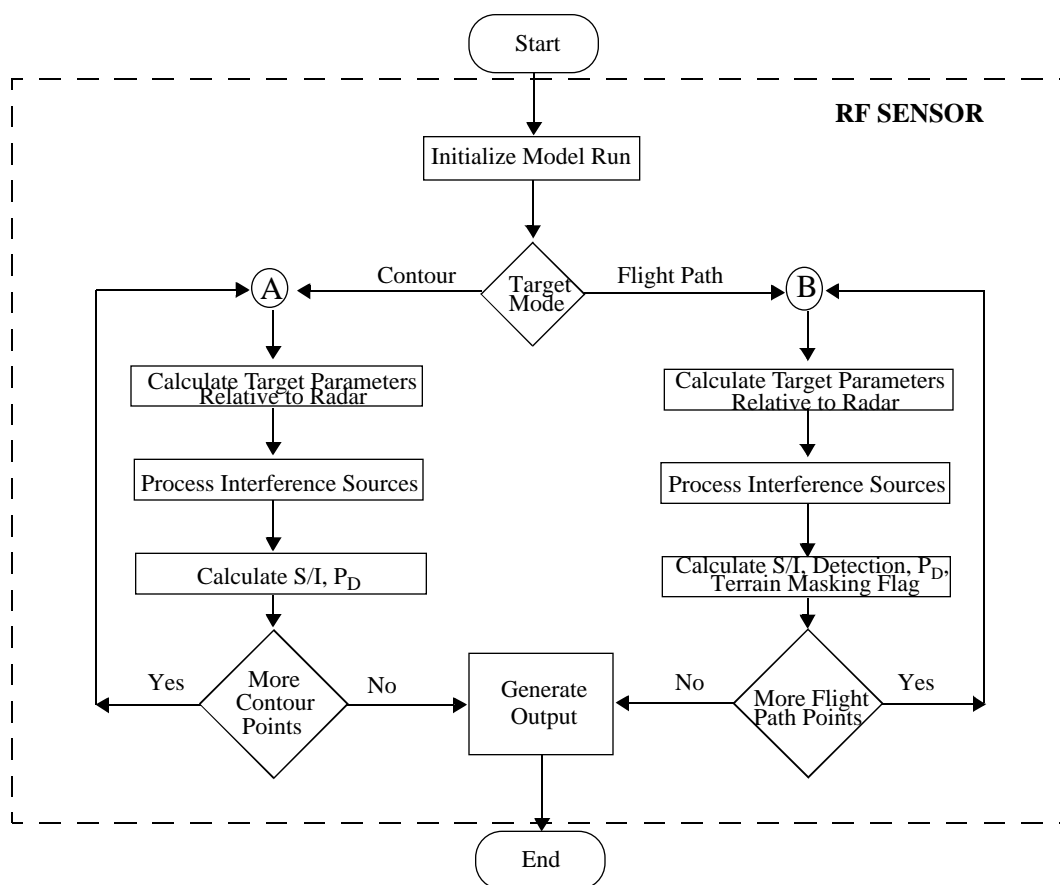 Start
RF SENSOR
Initialize Model Run
Contour
Target
Mode
Flight Path
A
B
Calculate Target Parameters
Relative to Radar
Calculate Target Parameters
Relative to Radar
Process Interference Sources
Process Interference Sources
Calculate S/I, P_D
Calculate S/I, Detection, P_D,
Terrain Masking Flag
Yes
More
Contour
Points
No
Generate
Output
No
More Flight
Path Points
Yes
End